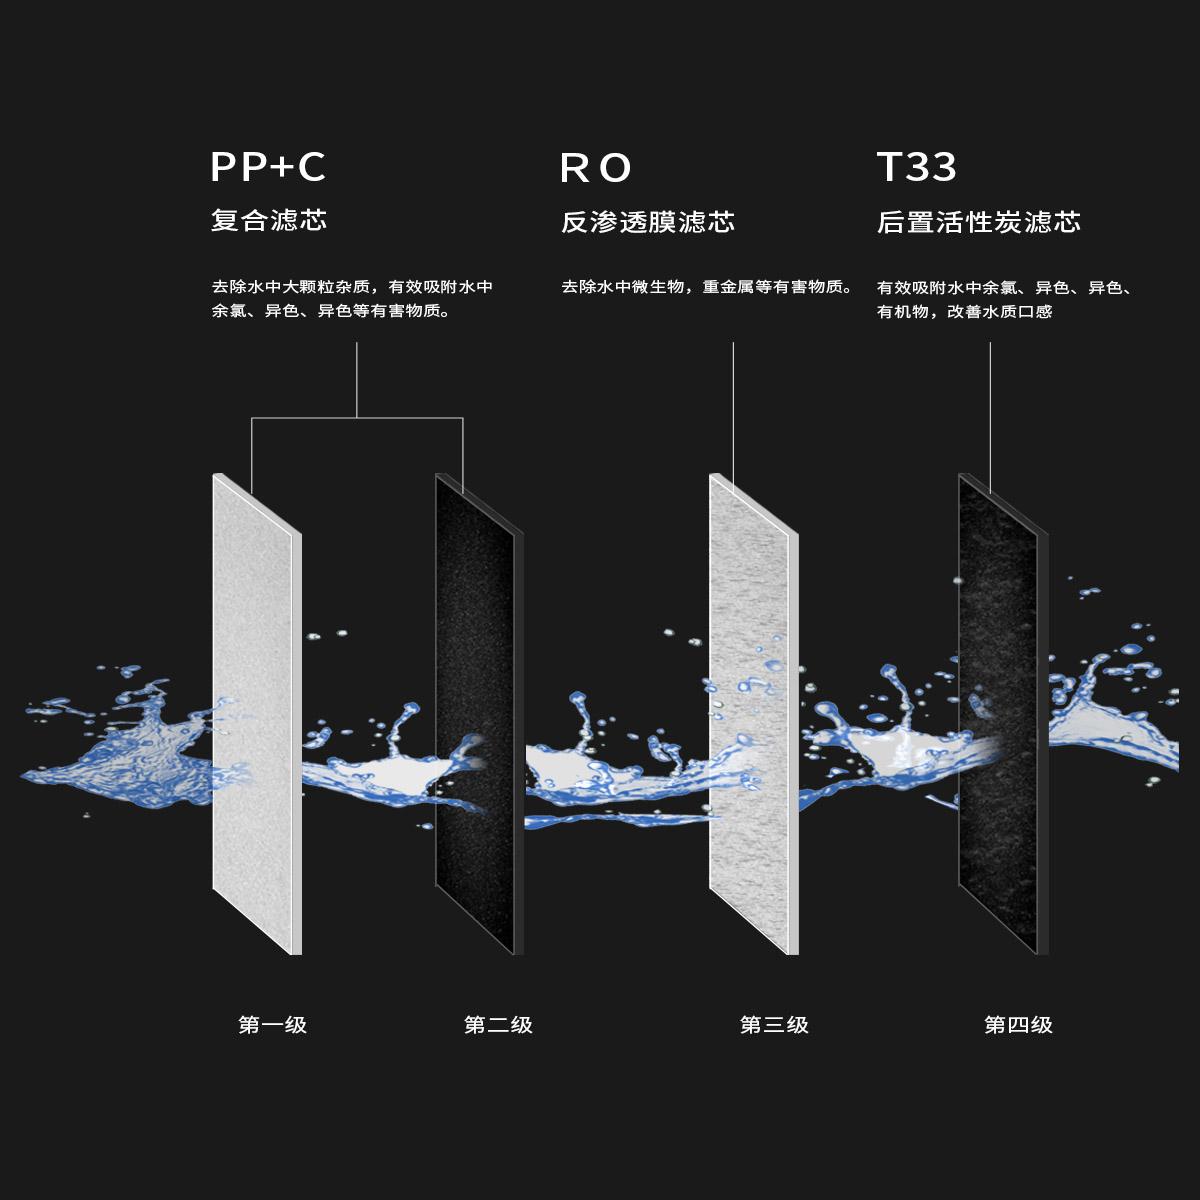 PP+C
复合滤芯
去除水中大颗粒杂质，有效吸附水中
余氯、异色、异色等有害物质。
RO
反渗透膜滤芯
去除水中微生物，重金属等有害物质。
T33
后置活性炭滤芯
有效吸附水中余氯、异色、异色、
有机物，改善水质口感
第一级
第二级
第三级
第四级